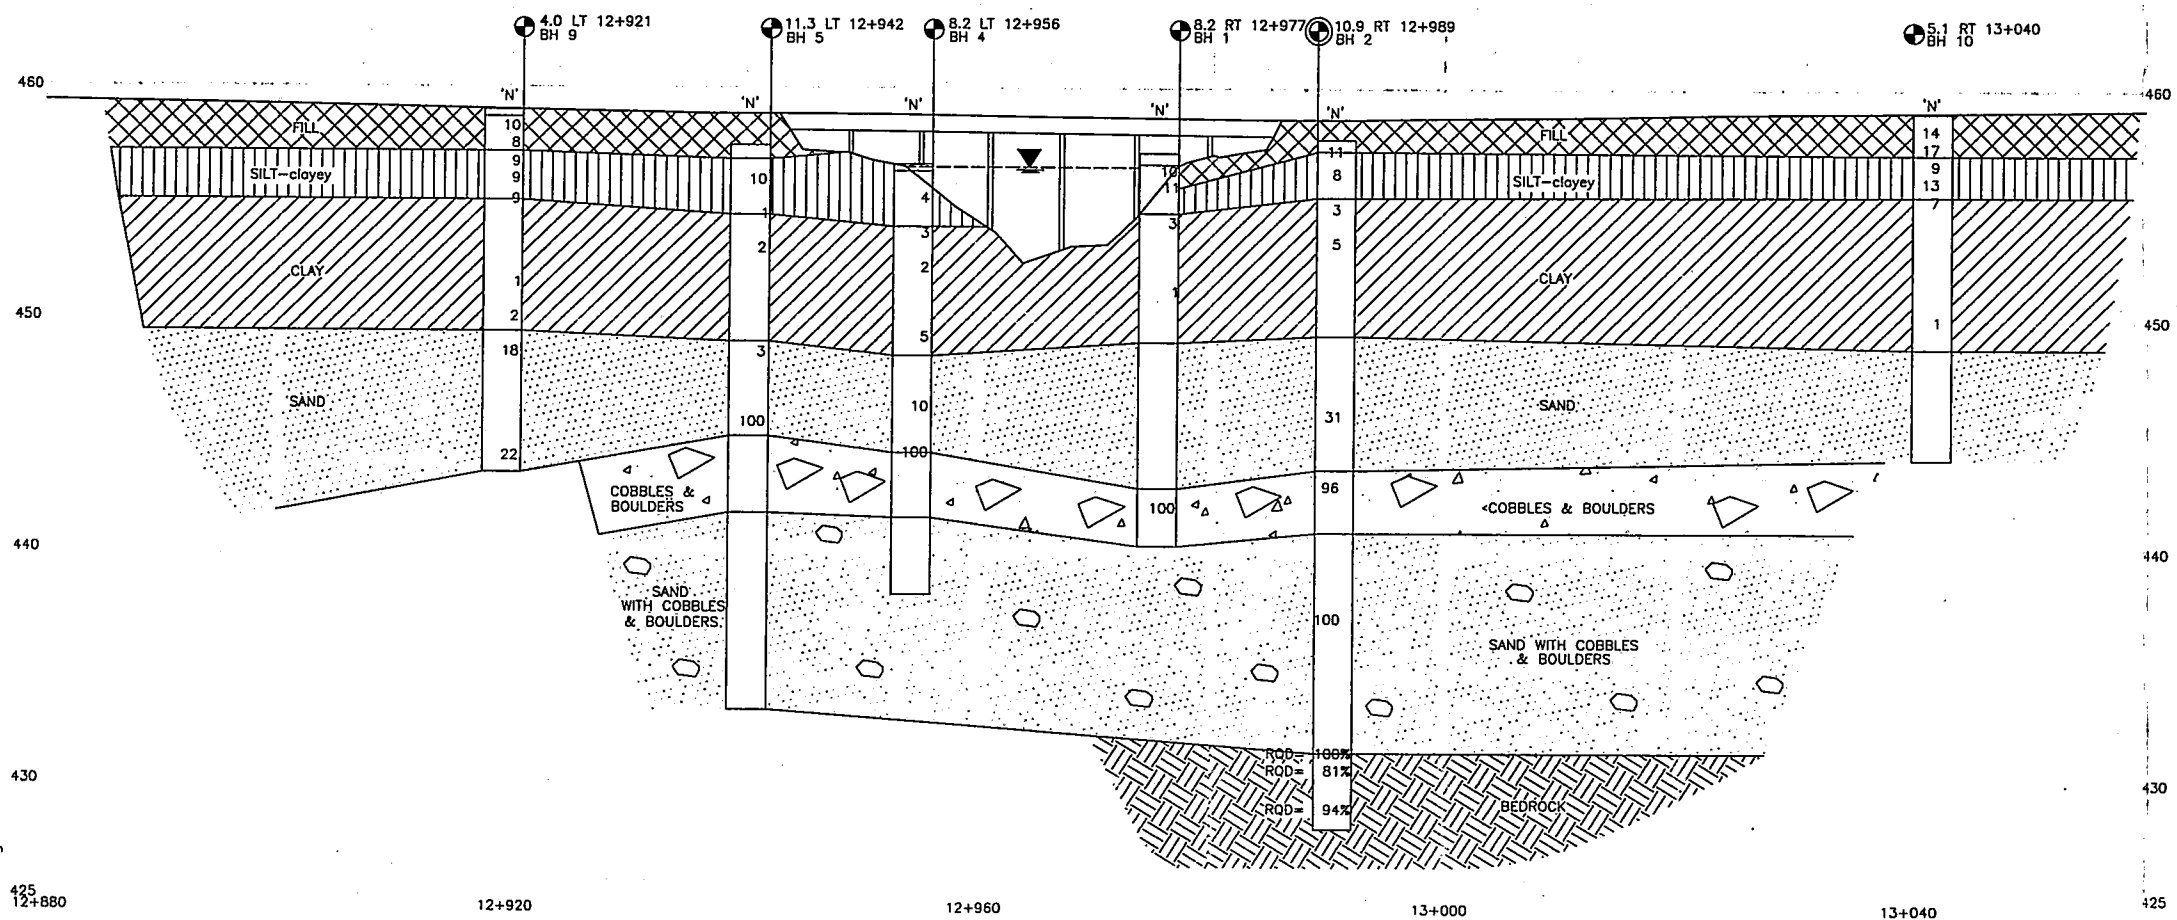 4.0 LT 12+921
BH 9
11.3 LT 12+942
BH 5
8.2 LT 12+956
BH 4
8.2 RT 12+977
BH 1
10.9 RT 12+989
BH 2
5.1 RT 13+040
BH 10
460
460
'N'
'N'
'N'
'N'
'N'
'N'
FILL
FILL
SILT-clayey
SILT-clayey
CLAY
CLAY
SAND
SAND
10
8
9
9
9
1
2
18
22
10
1
2
3
100
4
3
2
5
10
100
10
11
3
1
100
11
8
3
5
31
96
100
14
17
9
13
7
1
450
450
COBBLES &
BOULDERS
COBBLES & BOULDERS
440
440
SAND
WITH COBBLES
& BOULDERS
SAND WITH COBBLES
& BOULDERS
RQD= 100%
RQD= 81%
RQD= 94%
BEDROCK
430
430
425
425
12+880
12+920
12+960
13+000
13+040